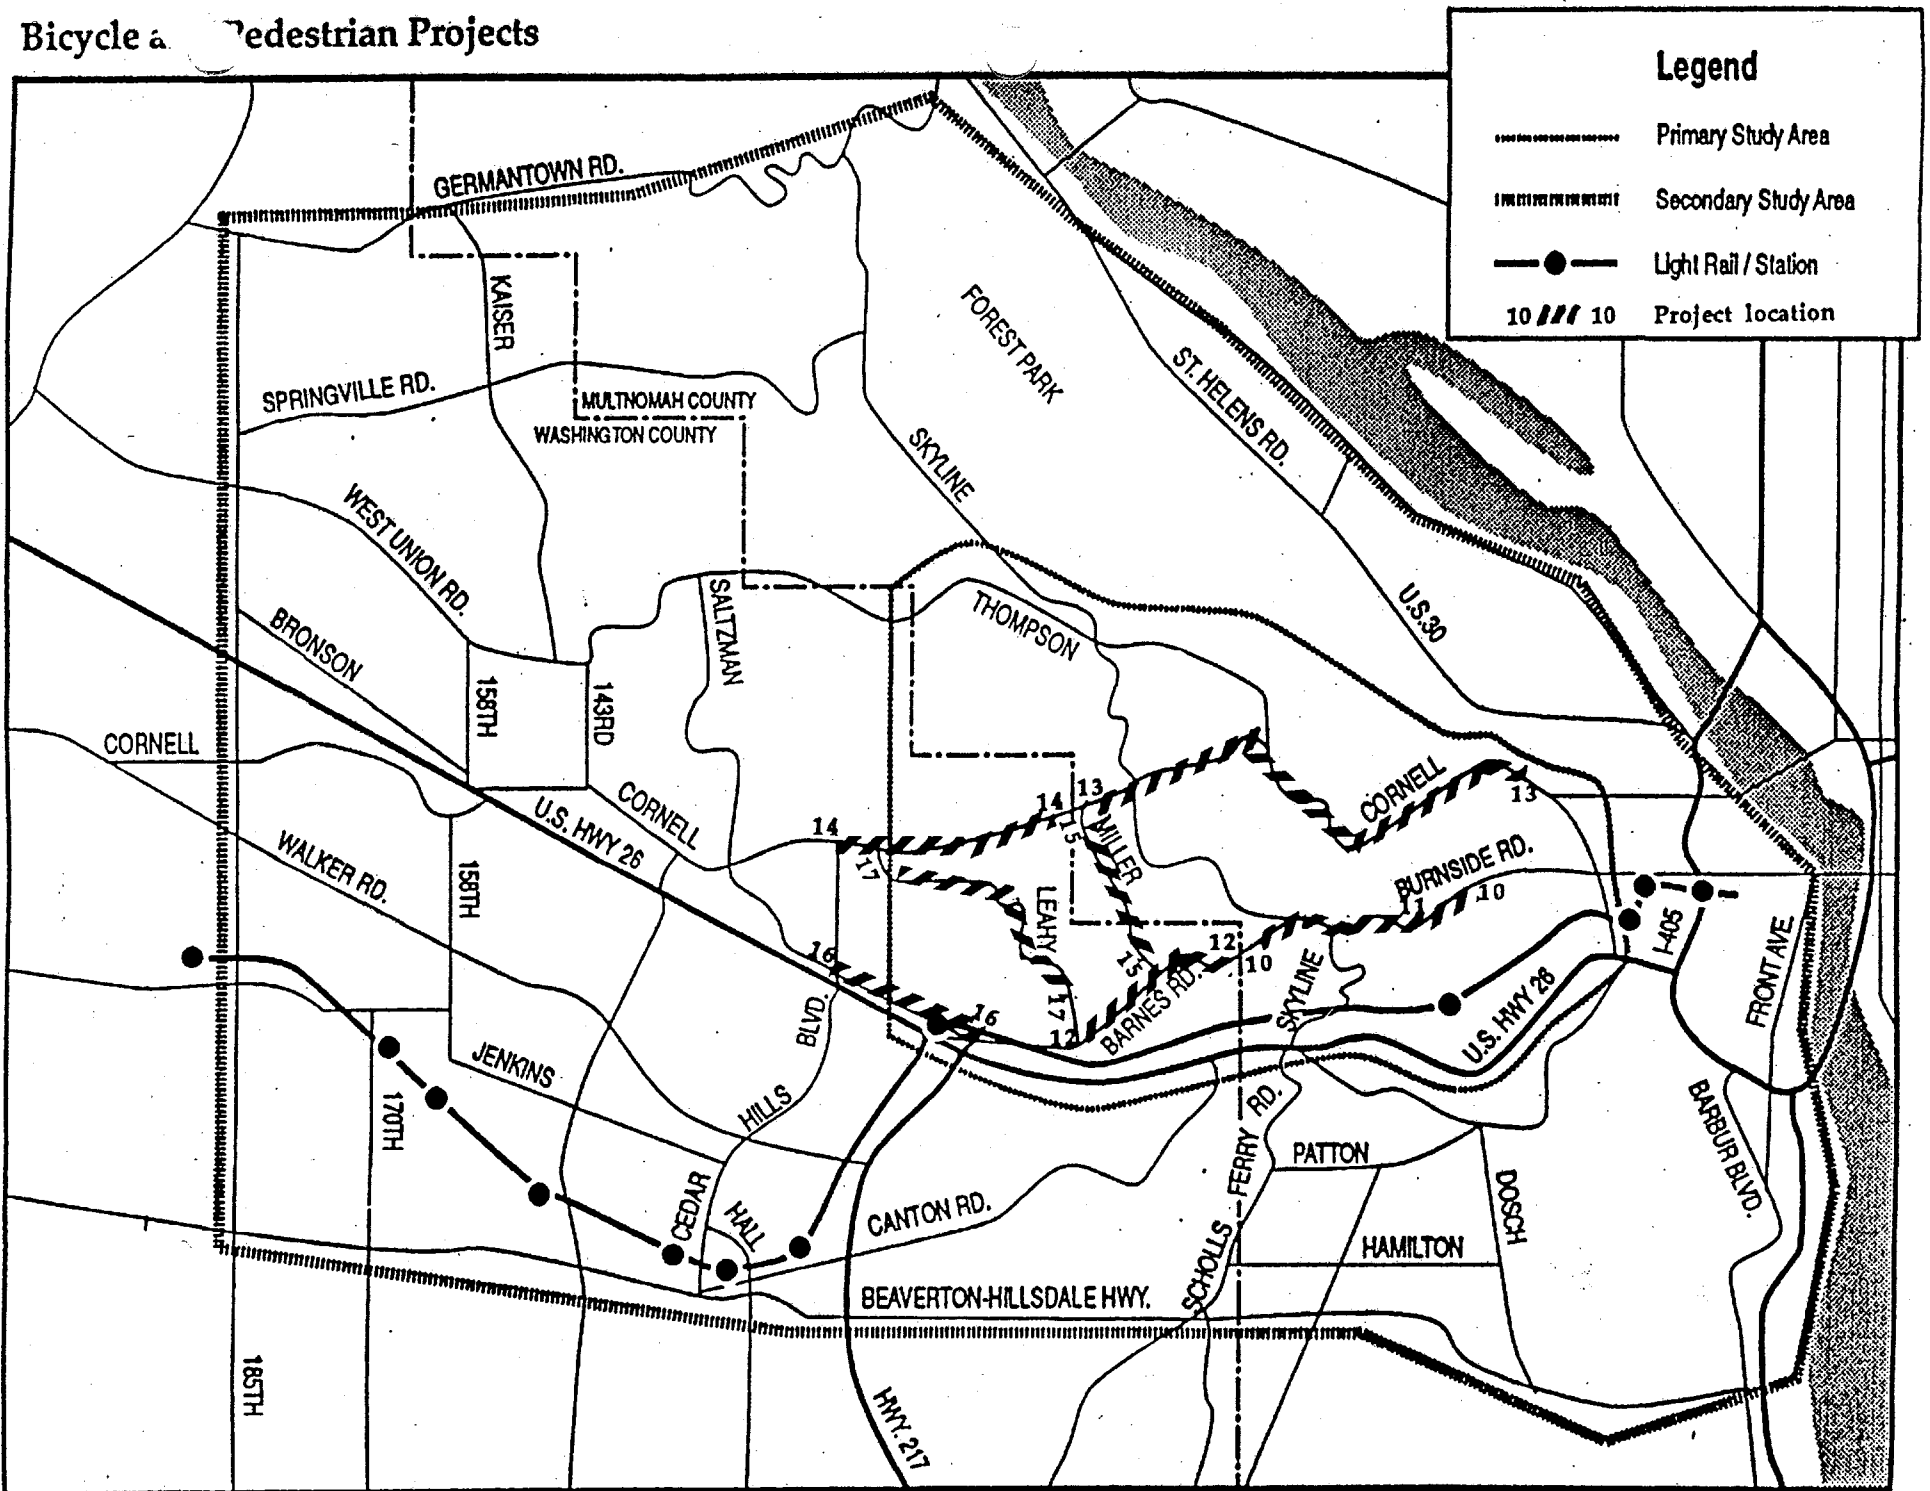 Bicycle a Pedestrian Projects
Legend
Primary Study Area
Secondary Study Area
Light Rail / Station
10 10 Project location
GERMANTOWN RD.
KAISER
FOREST PARK
SPRINGVILLE RD.
MULTNOMAH COUNTY
WASHINGTON COUNTY
ST. HELENS RD.
SKYLINE
WEST UNION RD.
U.S.30
SALTZMAN
THOMPSON
BRONSON
158TH
143RD
CORNELL
CORNELL
CORNELL
13
14
13
14
15
MILLER
U.S. HWY 26
WALKER RD.
158TH
17
LEAHY
BURNSIDE RD.
11
10
12
10
15
16
16
17
12
BARNES RD.
SKYLINE
I-405
FRONT AVE.
U.S. HWY 26
BLVD.
HILLS
CEDAR
HALL
JENKINS
170TH
CANTON RD.
SCHOLLS FERRY RD.
PATTON
DOSCH
HAMILTON
BARBUR BLVD.
BEAVERTON-HILLSDALE HWY.
185TH
HWY. 217